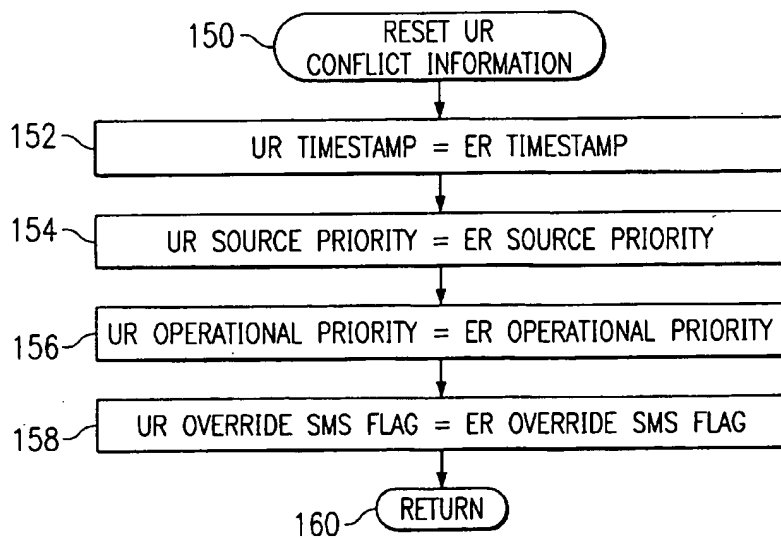 150
RESET UR
CONFLICT INFORMATION
152
UR TIMESTAMP = ER TIMESTAMP
154
UR SOURCE PRIORITY = ER SOURCE PRIORITY
156
UR OPERATIONAL PRIORITY = ER OPERATIONAL PRIORITY
158
UR OVERRIDE SMS FLAG = ER OVERRIDE SMS FLAG
160
RETURN